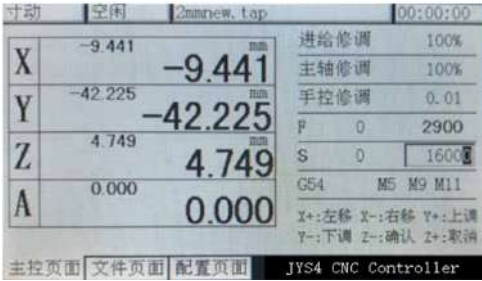 寸动 空闲 2mmnew.tap 00:00:00
X -9.441 mm -9.441
Y -42.225 mm -42.225
Z 4.749 mm 4.749
A 0.000 0.000
进给修调 100%
主轴修调 100%
手控修调 0.01
F 0 2900
S 0 16000
G54 M5 M9 M11
X+:左移 X-:右移 Y+:上调
Y-:下调 Z-:确认 Z+:取消
主控页面 文件页面 配置页面 JYS4 CNC Controller